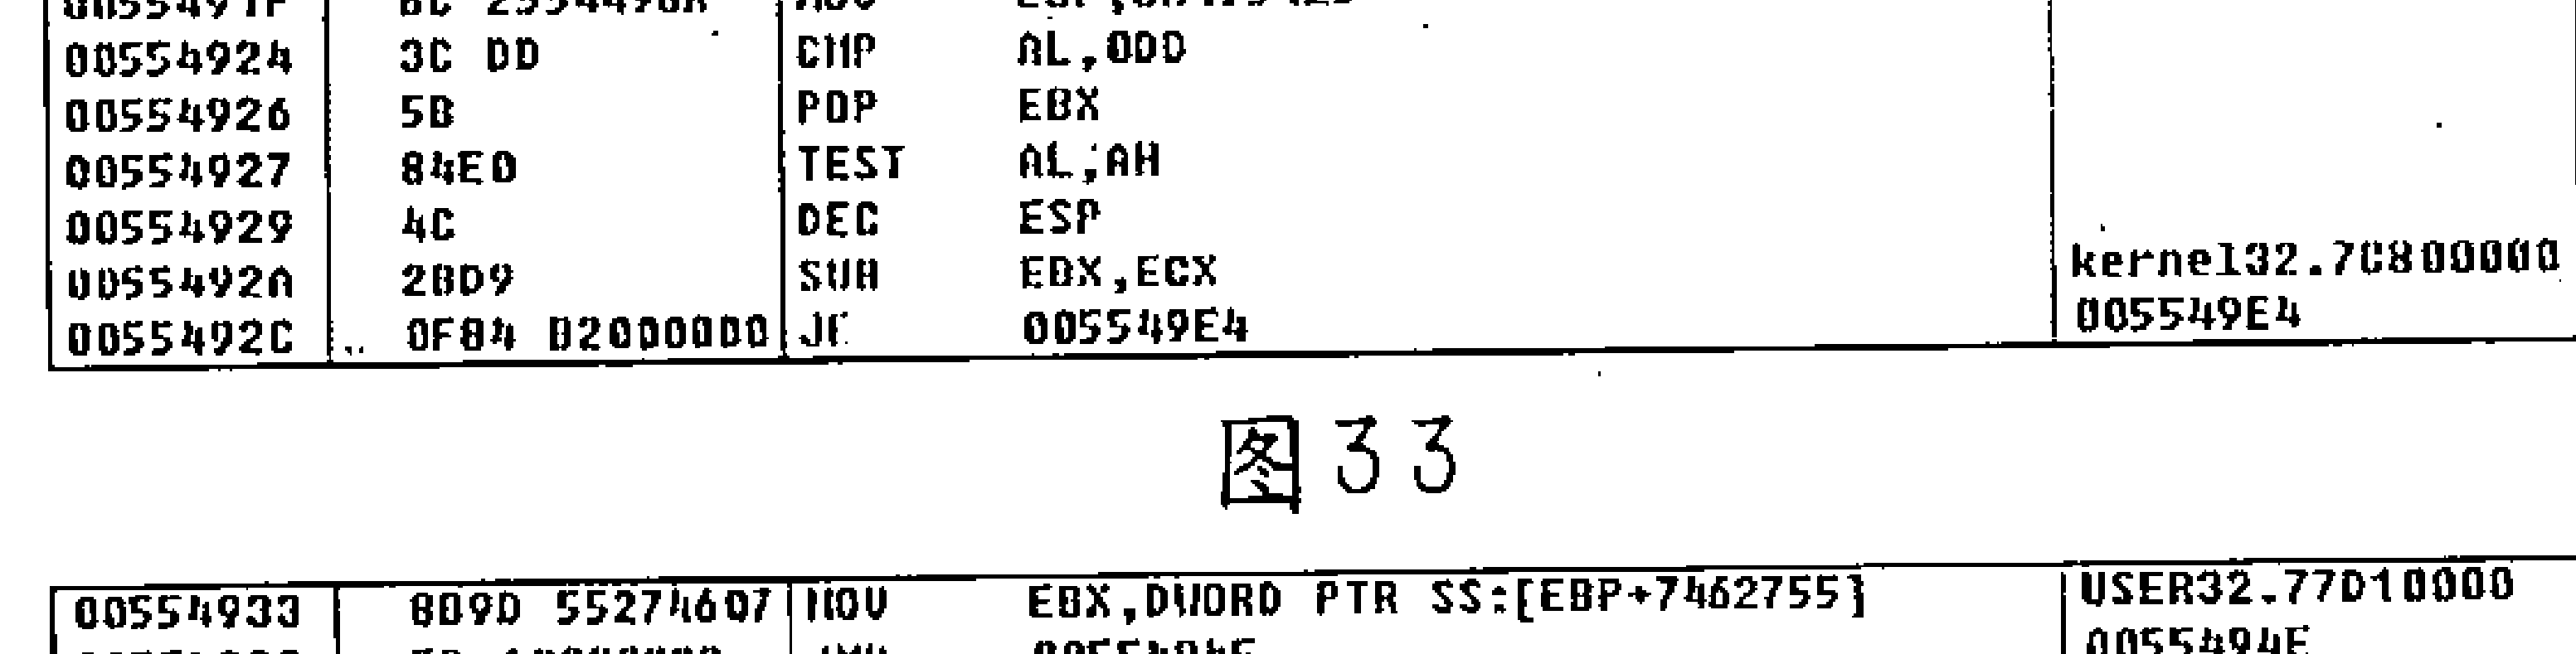 00554924 3C DD CMP AL,0DD
00554926 5B POP EBX
00554927 84E0 TEST AL,AH
00554929 4C DEC ESP
0055492A 2BD9 SUB EBX,ECX kernel32.7C800000
0055492C 0F84 B2000000 JE 005549E4 005549E4
图33
00554933 8B9D 55274607 MOV EBX,DWORD PTR SS:[EBP+7462755] USER32.77D10000